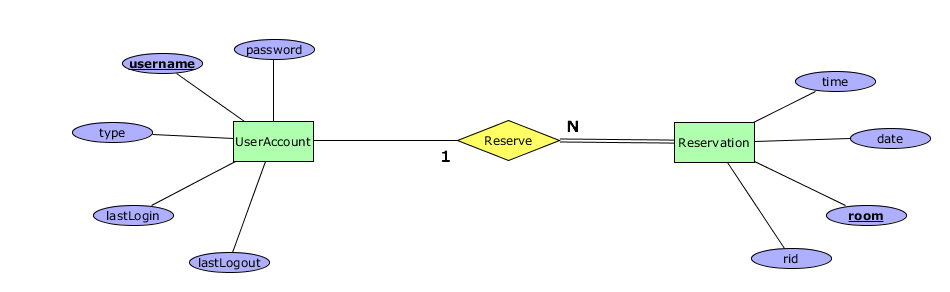 password
username
time
type
UserAccount
1
Reserve
N
Reservation
date
lastLogin
room
lastLogout
rid